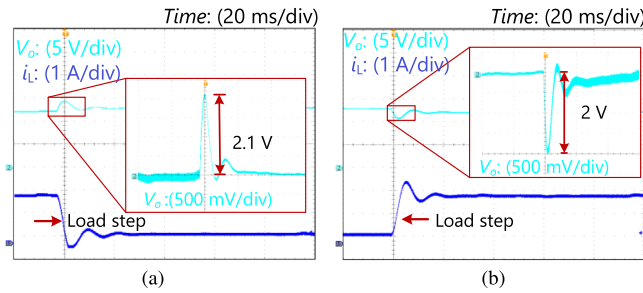 Time: (20 ms/div)
Vo: (5 V/div)
iL: (1 A/div)
2.1 V
Vo:(500 mV/div)
Load step
(a)
Time: (20 ms/div)
Vo: (5 V/div)
iL: (1 A/div)
2 V
Vo: (500 mV/div)
Load step
(b)